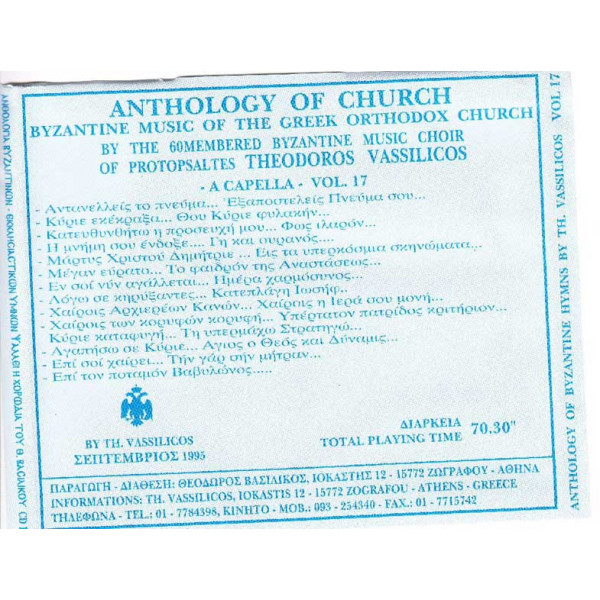 ANTHOLOGY OF CHURCH
BYZANTINE MUSIC OF THE GREEK ORTHODOX CHURCH
BY THE 60MEMBERED BYZANTINE MUSIC CHOIR
OF PROTOPSALTES THEODOROS VASSILICOS
- A CAPELLA - VOL. 17
- Αντανελλείς το πνεύμα... Εξαποστελείς Πνεύμα σου...
- Κύριε εκέκραξα... Θου Κύριε φυλακήν...
- Κατευθυνθήτω η προσευχή μου... Φως ιλαρόν...
- Η μνήμη σου ένδοξε... Γη και ουρανός....
- Μάρτυς Χριστού Δημήτριε ... Εις τα υπερκόσμια σκηνώματα...
- Μέγαν εύρατο... Το φαιδρόν της Αναστάσεως...
- Εν σοί νύν αγάλλεται... Ημέρα χαρμόσυνος...
- Λόγω σε κηρύξαντες... Κατεπλάγη Ιωσήφ..
- Χαίροις Αρχιερέων Κανών... Χαίροις η Ιερά σου μονή...
- Χαίροις των κορυφών κορυφή... Υπέρτατον πατρίδος κριτήριον...
Κύριε καταφυγή... Τη υπερμάχω Στρατηγώ...
- Αγαπήσω σε Κύριε... Αγιος ο Θεός και Δύναμις...
- Επί σοί χαίρει... Τήν γάρ σήν μήτραν...
- Επί τον ποταμόν Βαβυλώνος.....
BY TH. VASSILICOS
ΣΕΠΤΕΜΒΡΙΟΣ 1995
ΔΙΑΡΚΕΙΑ
TOTAL PLAYING TIME 70.30"
ΠΑΡΑΓΩΓΗ - ΔΙΑΘΕΣΗ: ΘΕΟΔΩΡΟΣ ΒΑΣΙΛΙΚΟΣ, ΙΟΚΑΣΤΗΣ 12 - 15772 ΖΩΓΡΑΦΟΥ - ΑΘΗΝΑ
INFORMATIONS: TH. VASSILICOS, IOKASTIS 12 - 15772 ZOGRAFOU - ATHENS - GREECE
ΤΗΛΕΦΩΝΑ - TEL.: 01 - 7784398, ΚΙΝΗΤΟ - MOB.: 093 - 254340 - FAX.: 01 - 7715742
ANTHOLOGY OF BYZANTINE HYMNS BY TH. VASSILICOS VOL 17